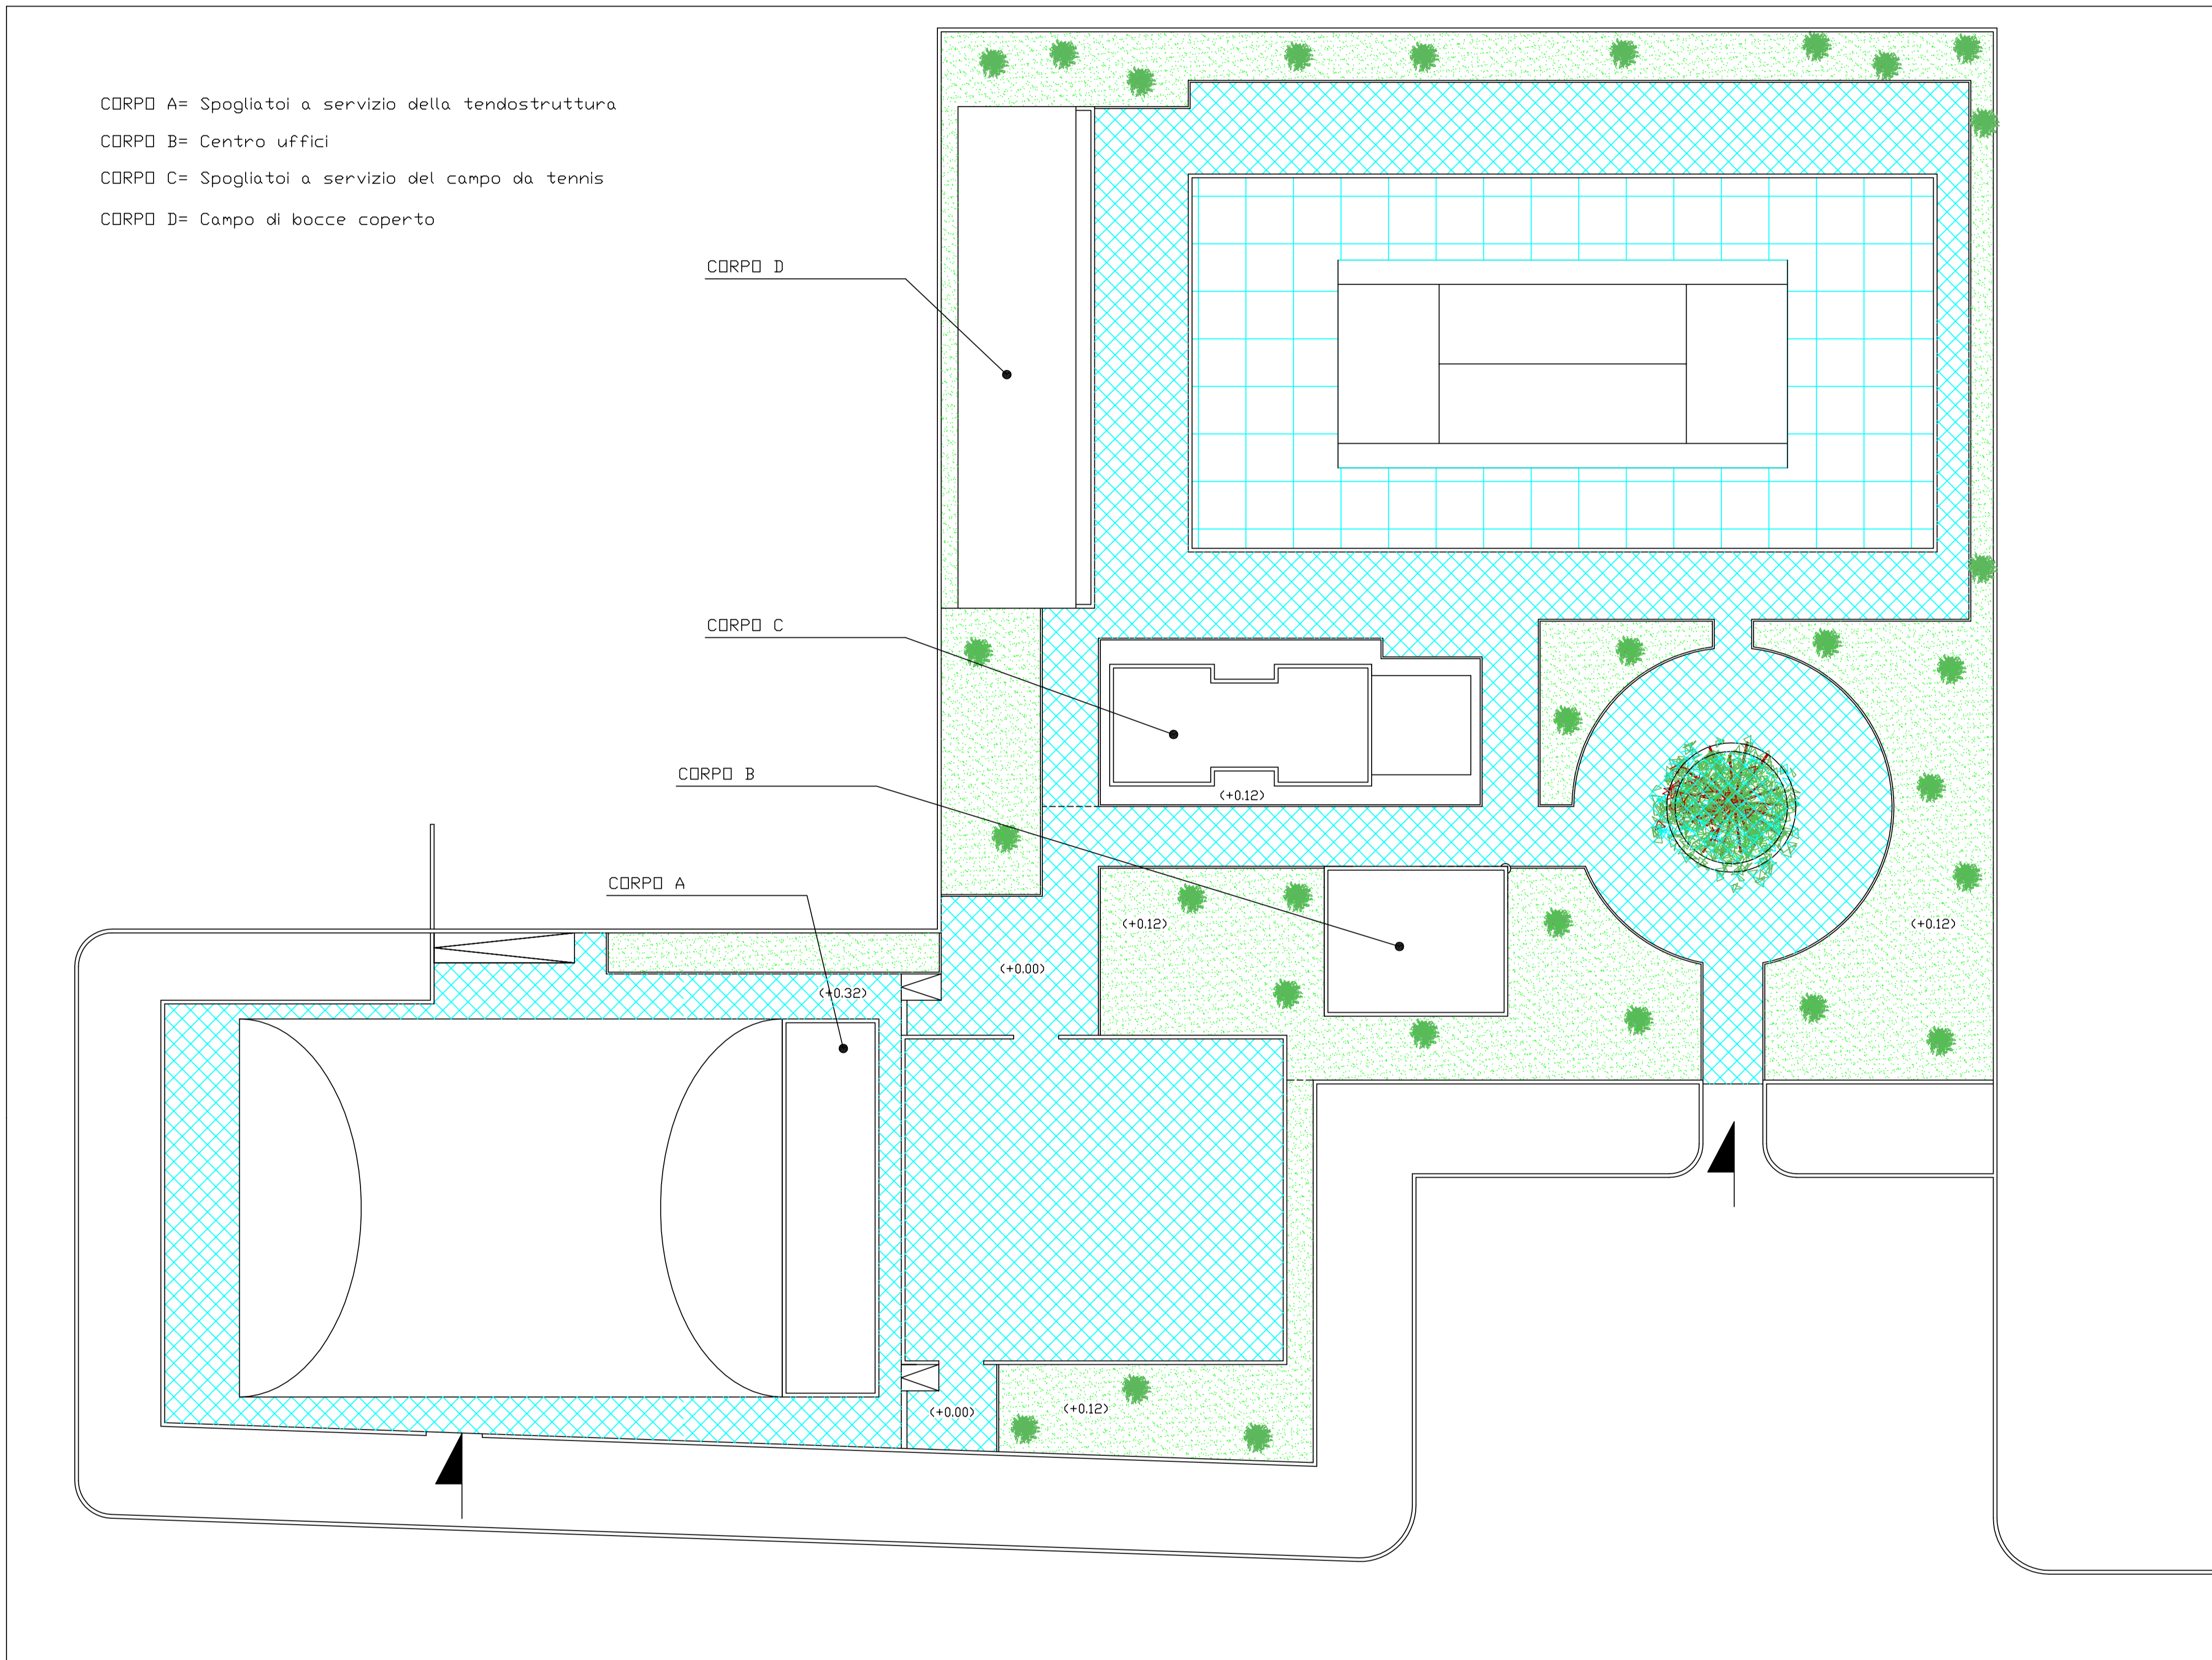 CORPO A= Spogliatoi a servizio della tendostruttura
CORPO B= Centro uffici
CORPO C= Spogliatoi a servizio del campo da tennis
CORPO D= Campo di bocce coperto
CORPO D
CORPO C
CORPO B
(+0.12)
CORPO A
(+0.12)
(+0.12)
(+0.00)
(+0.32)
(+0.00)
(+0.12)